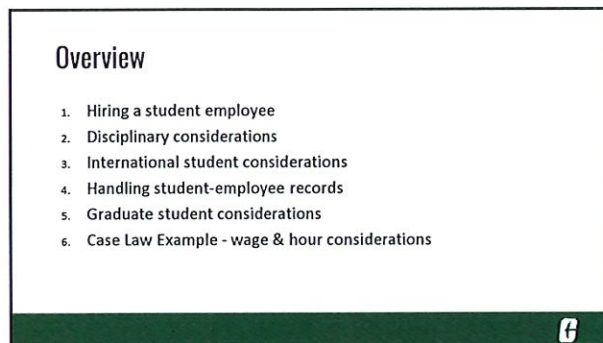 Overview
1. Hiring a student employee
2. Disciplinary considerations
3. International student considerations
4. Handling student-employee records
5. Graduate student considerations
6. Case Law Example - wage & hour considerations